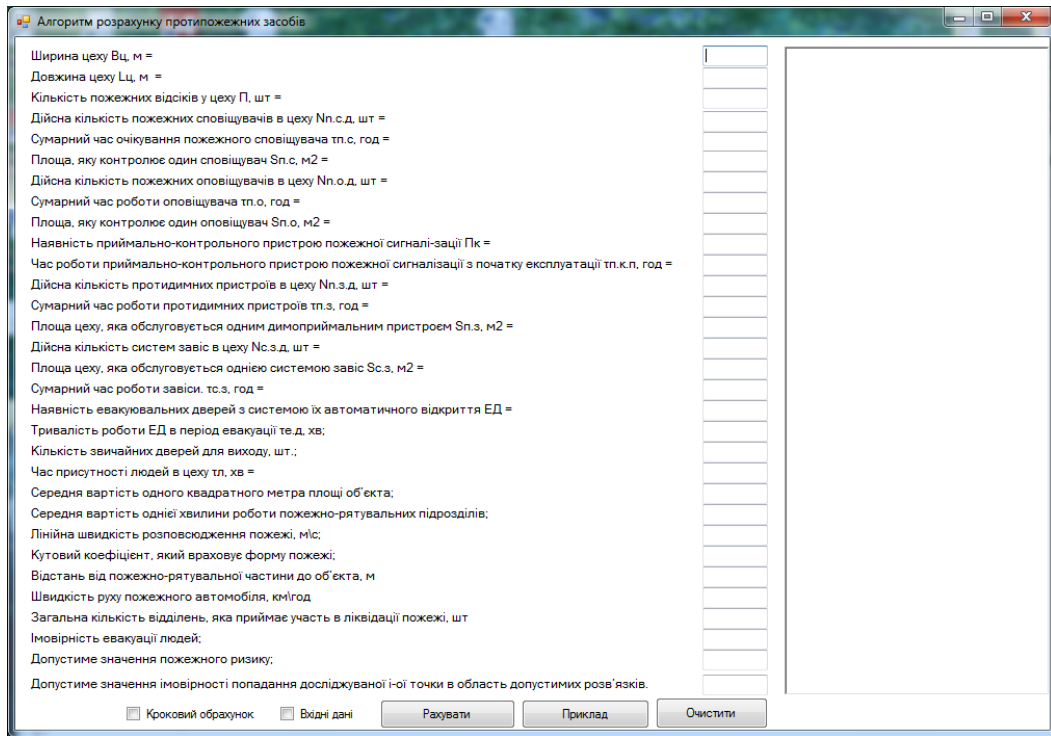 Алгоритм розрахунку протипожежних засобів
Ширина цеху Вц, м =
Довжина цеху Lц, м =
Кількість пожежних відсіків у цеху П, шт =
Дійсна кількість пожежних сповіщувачів в цеху Nп.с.д, шт =
Сумарний час очікування пожежного сповіщувача τп.с, год =
Площа, яку контролює один сповіщувач Sп.с, м2 =
Дійсна кількість пожежних оповіщувачів в цеху Nп.о.д, шт =
Сумарний час роботи оповіщувача τп.о, год =
Площа, яку контролює один оповіщувач Sп.о, м2 =
Наявність приймально-контрольного пристрою пожежної сигналі-зації Пк =
Час роботи приймально-контрольного пристрою пожежної сигналізації з початку експлуатації τп.к.п, год =
Дійсна кількість протидимних пристроїв в цеху Nп.з.д, шт =
Сумарний час роботи протидимних пристроїв τп.з, год =
Площа цеху, яка обслуговується одним димоприймальним пристроєм Sп.з, м2 =
Дійсна кількість систем завіс в цеху Nс.з.д, шт =
Площа цеху, яка обслуговується однією системою завіс Sс.з, м2 =
Сумарний час роботи завіси. τс.з, год =
Наявність евакуювальних дверей з системою їх автоматичного відкриття ЕД =
Тривалість роботи ЕД в період евакуації τе.д, хв;
Кількість звичайних дверей для виходу, шт.;
Час присутності людей в цеху τл, хв =
Середня вартість одного квадратного метра площі об'єкта;
Середня вартість однієї хвилини роботи пожежно-рятувальних підрозділів;
Лінійна швидкість розповсюдження пожежі, м\с;
Кутовий коефіцієнт, який враховує форму пожежі;
Відстань від пожежно-рятувальної частини до об'єкта, м
Швидкість руху пожежного автомобіля, км\год
Загальна кількість відділень, яка приймає участь в ліквідації пожежі, шт
Імовірність евакуації людей;
Допустиме значення пожежного ризику;
Допустиме значення імовірності попадання досліджуваної і-ої точки в область допустимих розв'язків.
Кроковий обрахунок Вхідні дані Рахувати Приклад Очистити